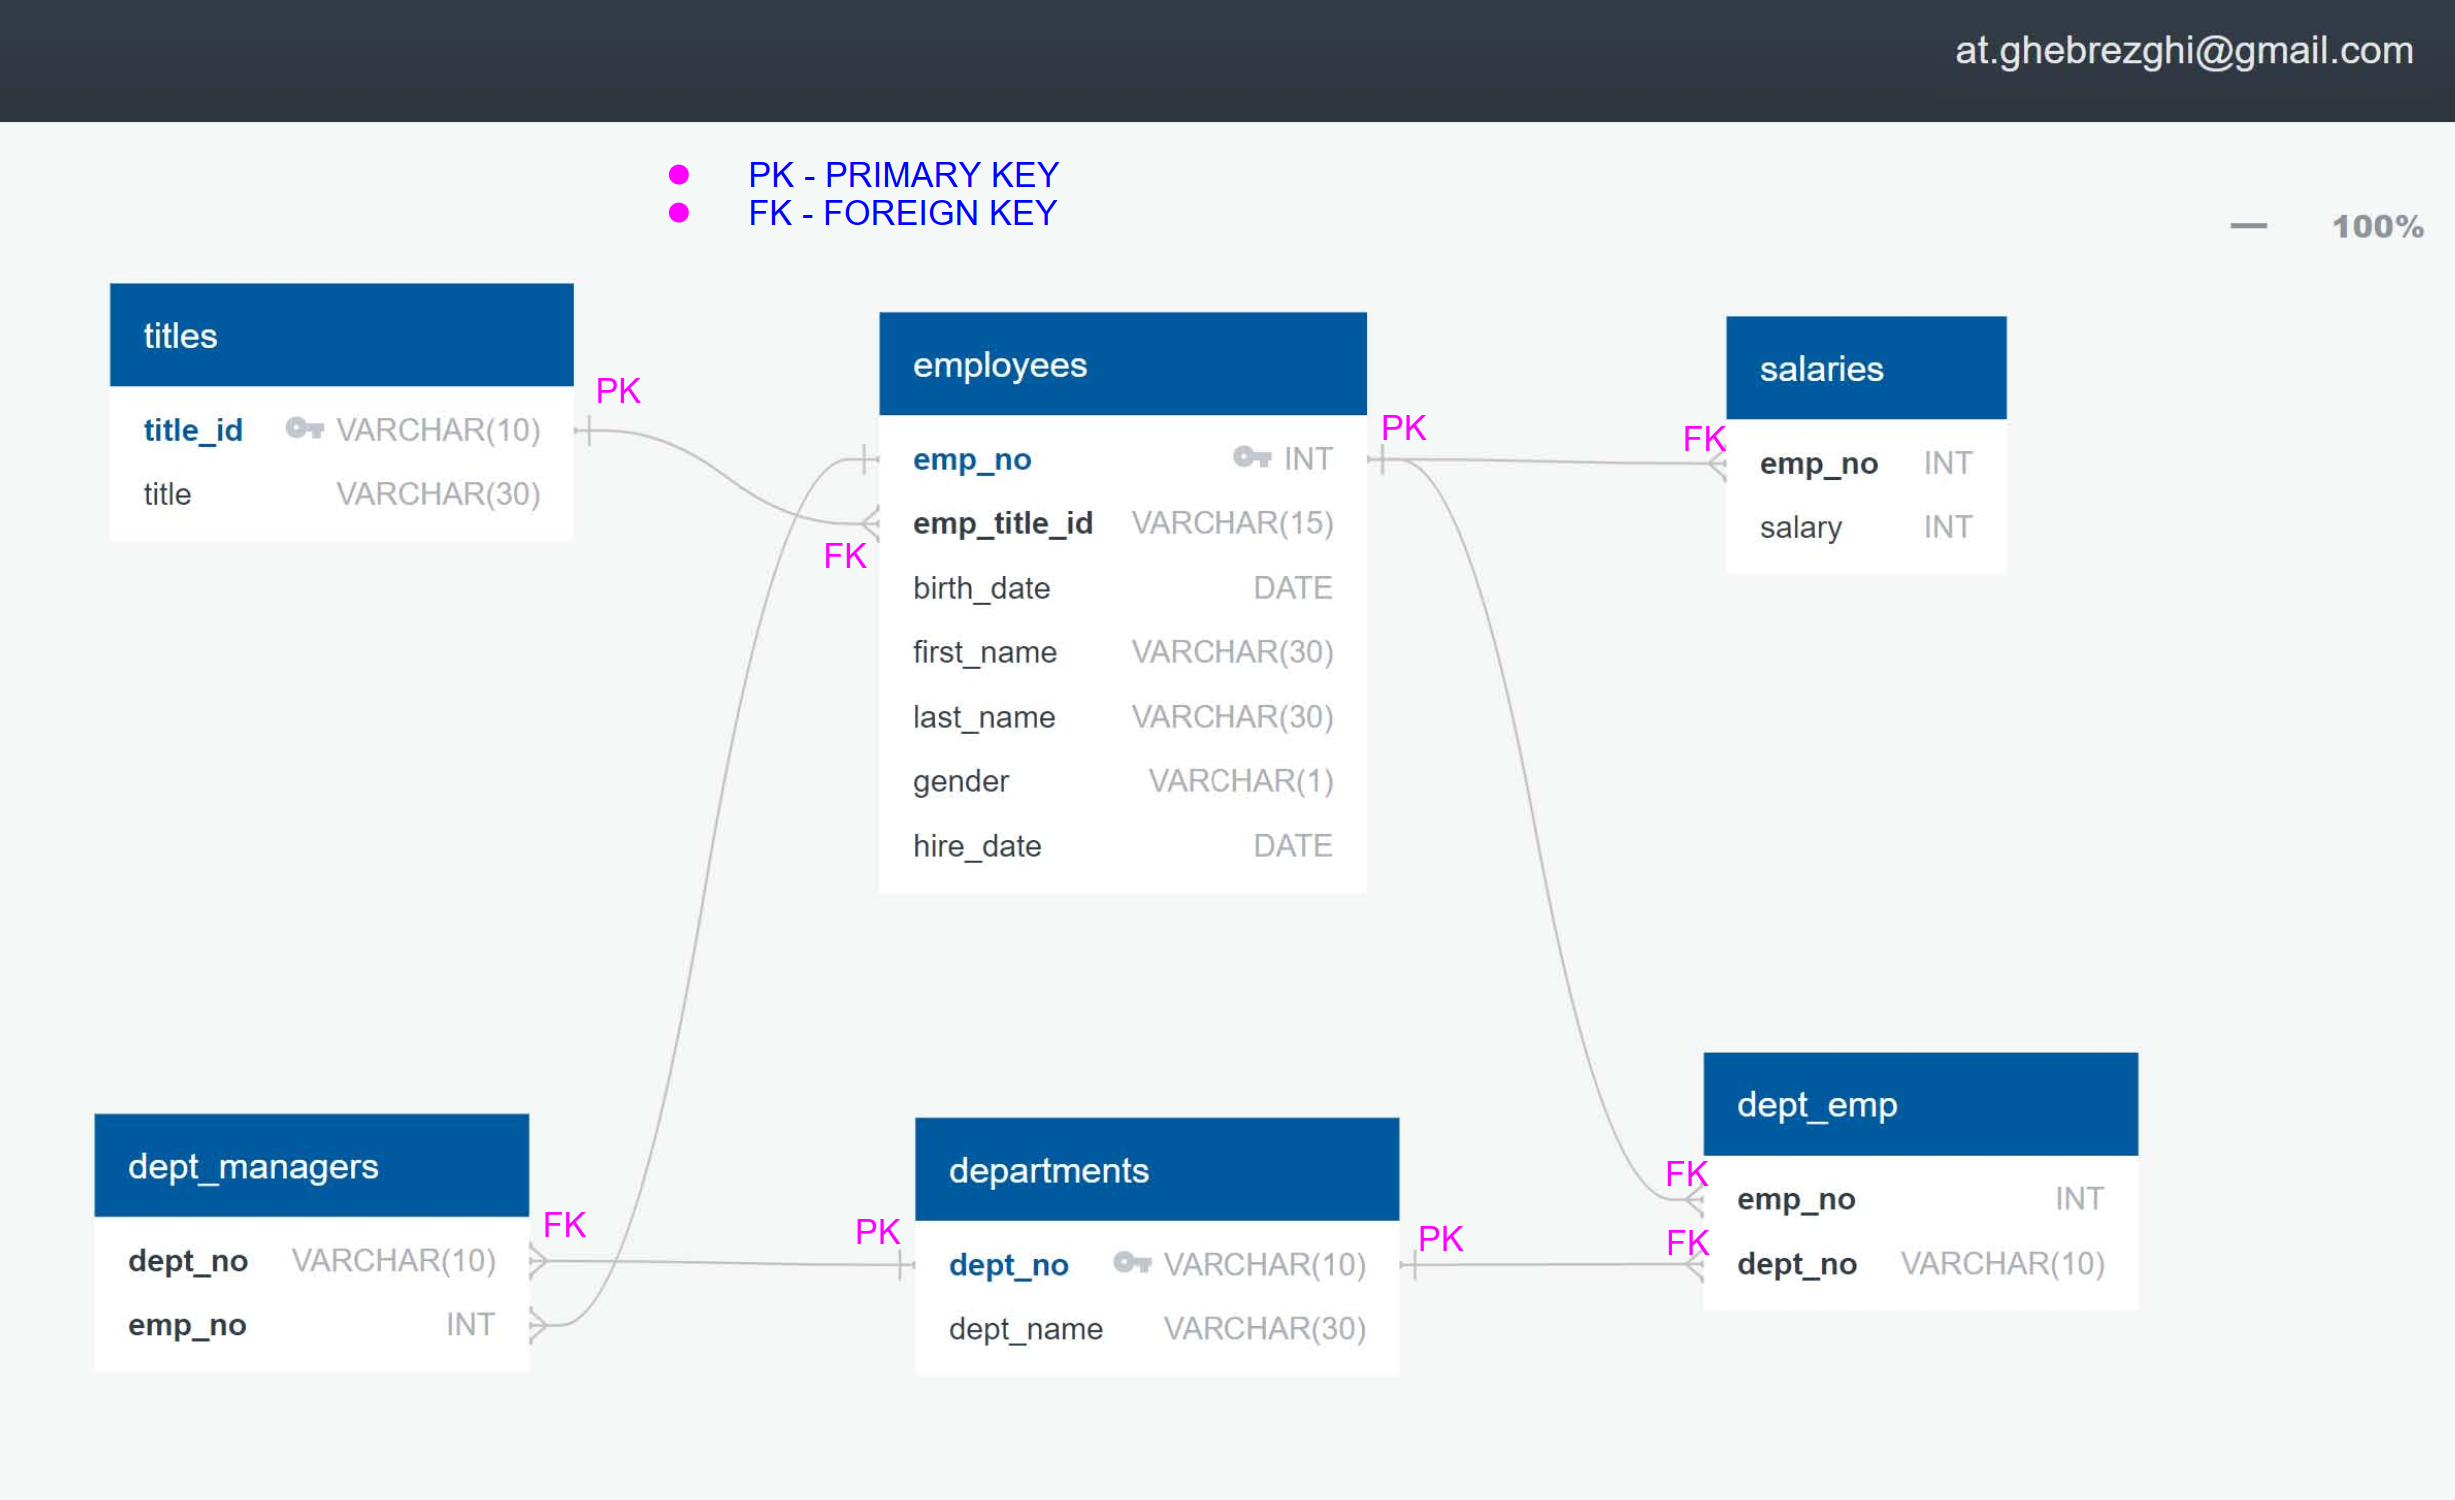 at.ghebrezghi@gmail.com
PK - PRIMARY KEY
FK - FOREIGN KEY
100%
titles
PK
title_id VARCHAR(10)
title VARCHAR(30)
employees
PK
emp_no INT
emp_title_id VARCHAR(15)
FK
birth_date DATE
first_name VARCHAR(30)
last_name VARCHAR(30)
gender VARCHAR(1)
hire_date DATE
salaries
FK
emp_no INT
salary INT
dept_managers
FK
dept_no VARCHAR(10)
emp_no INT
departments
PK
PK
dept_no VARCHAR(10)
dept_name VARCHAR(30)
dept_emp
FK
emp_no INT
FK
dept_no VARCHAR(10)